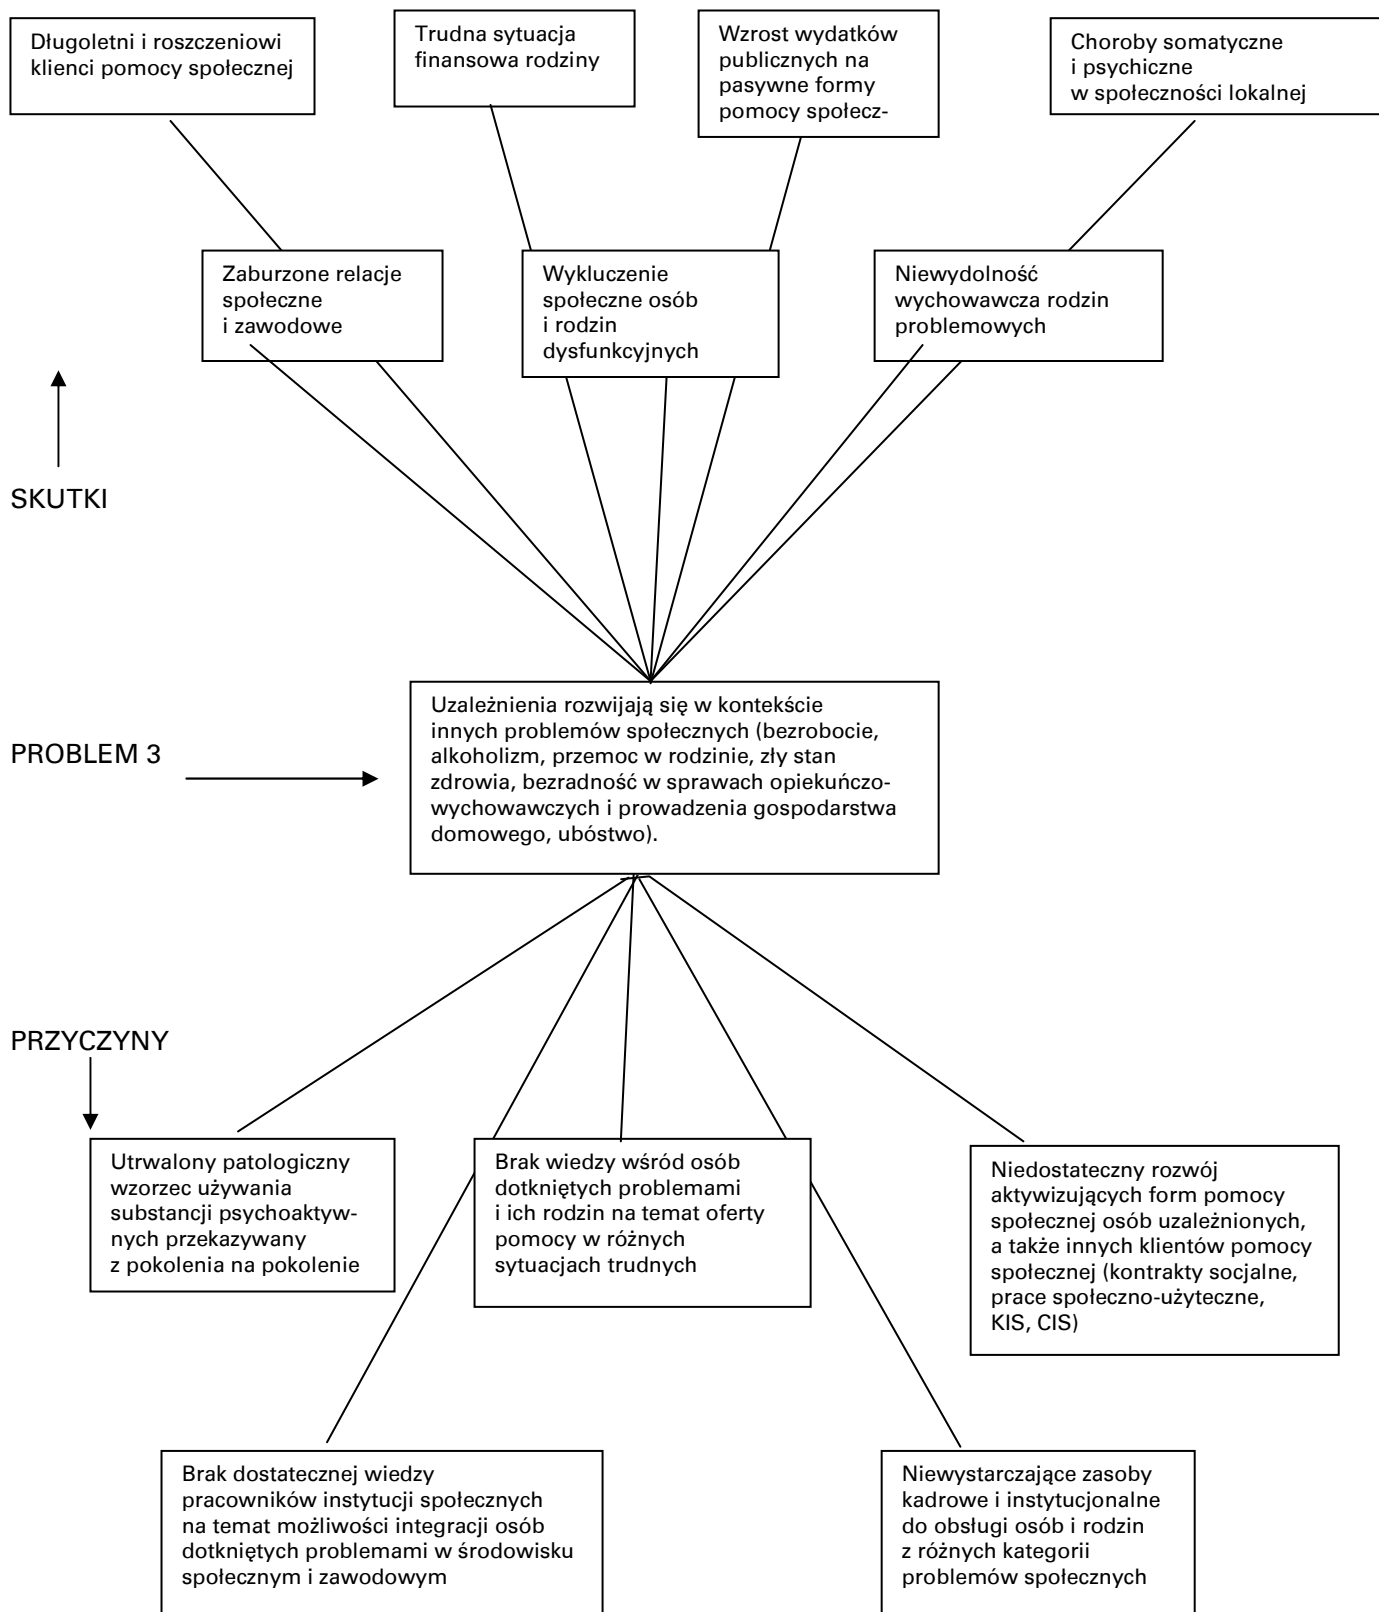 Długoletni i roszczeniowi
klienci pomocy społecznej
Trudna sytuacja
finansowa rodziny
Wzrost wydatków
publicznych na
pasywne formy
pomocy społecz-
Choroby somatyczne
i psychiczne
w społeczności lokalnej
Zaburzone relacje
społeczne
i zawodowe
Wykluczenie
społeczne osób
i rodzin
dysfunkcyjnych
Niewydolność
wychowawcza rodzin
problemowych
SKUTKI
PROBLEM 3
Uzależnienia rozwijają się w kontekście
innych problemów społecznych (bezrobocie,
alkoholizm, przemoc w rodzinie, zły stan
zdrowia, bezradność w sprawach opiekuńczo-
wychowawczych i prowadzenia gospodarstwa
domowego, ubóstwo).
PRZYCZYNY
Utrwalony patologiczny
wzorzec używania
substancji psychoaktyw-
nych przekazywany
z pokolenia na pokolenie
Brak wiedzy wśród osób
dotkniętych problemami
i ich rodzin na temat oferty
pomocy w różnych
sytuacjach trudnych
Niedostateczny rozwój
aktywizujących form pomocy
społecznej osób uzależnionych,
a także innych klientów pomocy
społecznej (kontrakty socjalne,
prace społeczno-użyteczne,
KIS, CIS)
Brak dostatecznej wiedzy
pracowników instytucji społecznych
na temat możliwości integracji osób
dotkniętych problemami w środowisku
społecznym i zawodowym
Niewystarczające zasoby
kadrowe i instytucjonalne
do obsługi osób i rodzin
z różnych kategorii
problemów społecznych